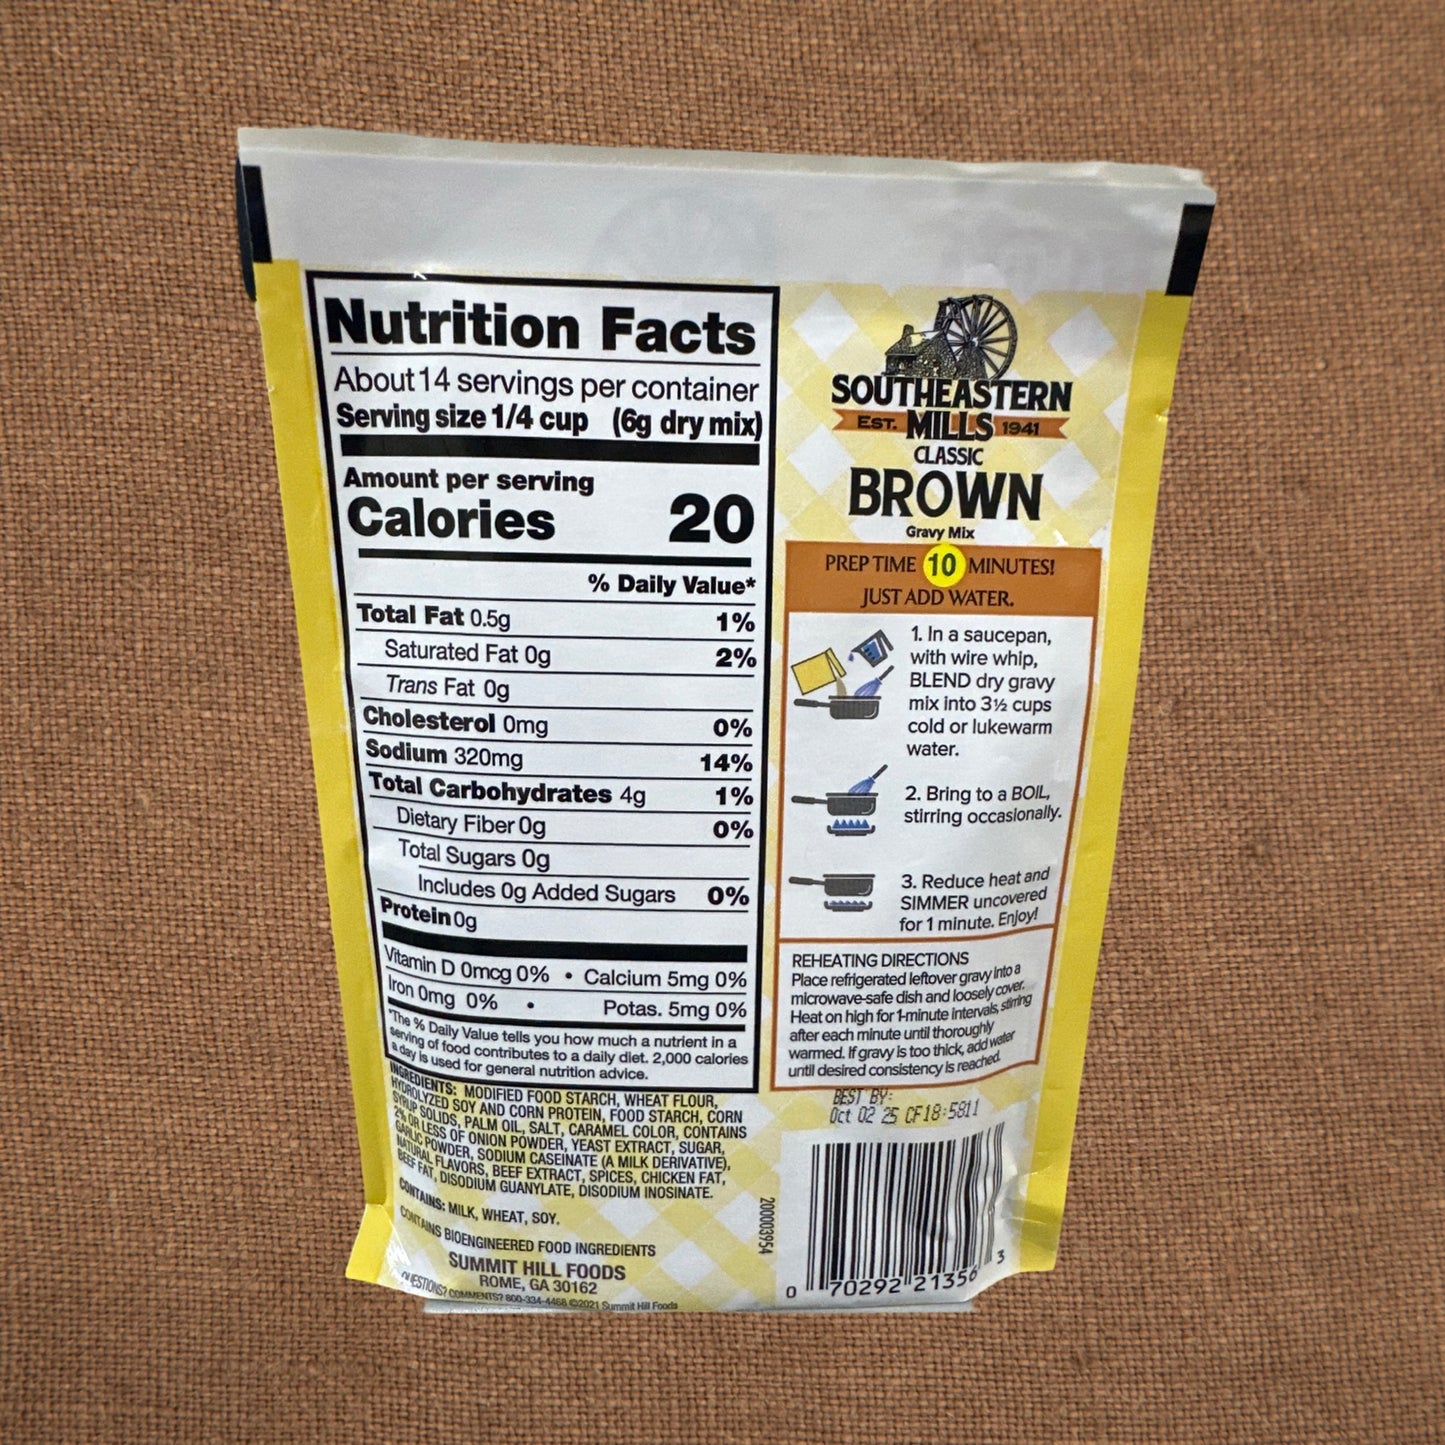 Nutrition Facts
About 14 servings per container
Serving size 1/4 cup (6g dry mix)
Amount per serving
Calories 20
% Daily Value*
Total Fat 0.5g 1%
Saturated Fat 0g 2%
Trans Fat 0g
Cholesterol 0mg 0%
Sodium 320mg 14%
Total Carbohydrates 4g 1%
Dietary Fiber 0g 0%
Total Sugars 0g
Includes 0g Added Sugars 0%
Protein 0g
Vitamin D 0mcg 0% • Calcium 5mg 0%
Iron 0mg 0% • Potas. 5mg 0%
*The % Daily Value tells you how much a nutrient in a
serving of food contributes to a daily diet. 2,000 calories
a day is used for general nutrition advice.
INGREDIENTS: MODIFIED FOOD STARCH, WHEAT FLOUR,
HYDROLYZED SOY AND CORN PROTEIN, FOOD STARCH, CORN
SYRUP SOLIDS, PALM OIL, SALT, CARAMEL COLOR, CONTAINS
2% OR LESS OF ONION POWDER, YEAST EXTRACT, SUGAR,
GARLIC POWDER, SODIUM CASEINATE (A MILK DERIVATIVE),
NATURAL FLAVORS, BEEF EXTRACT, SPICES, CHICKEN FAT,
BEEF FAT, DISODIUM GUANYLATE, DISODIUM INOSINATE.
CONTAINS: MILK, WHEAT, SOY.
CONTAINS BIOENGINEERED FOOD INGREDIENTS
SUMMIT HILL FOODS
ROME, GA 30162
QUESTIONS? COMMENTS? 800-334-4468 ©2021 Summit Hill Foods
SOUTHEASTERN
EST. MILLS 1941
CLASSIC
BROWN
Gravy Mix
PREP TIME 10 MINUTES!
JUST ADD WATER.
1. In a saucepan,
with wire whip,
BLEND dry gravy
mix into 3½ cups
cold or lukewarm
water.
2. Bring to a BOIL,
stirring occasionally.
3. Reduce heat and
SIMMER uncovered
for 1 minute. Enjoy!
REHEATING DIRECTIONS
Place refrigerated leftover gravy into a
microwave-safe dish and loosely cover.
Heat on high for 1-minute intervals, stirring
after each minute until thoroughly
warmed. If gravy is too thick, add water
until desired consistency is reached.
BEST BY:
Oct 02 25 CF18:5811
200003954
0 70292 21356 3